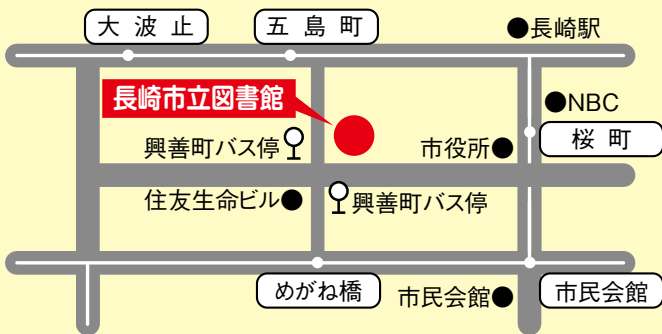 大波止
五島町
●長崎駅
長崎市立図書館
●NBC
興善町バス停
市役所●
桜町
住友生命ビル●
興善町バス停
めがね橋
市民会館●
市民会館